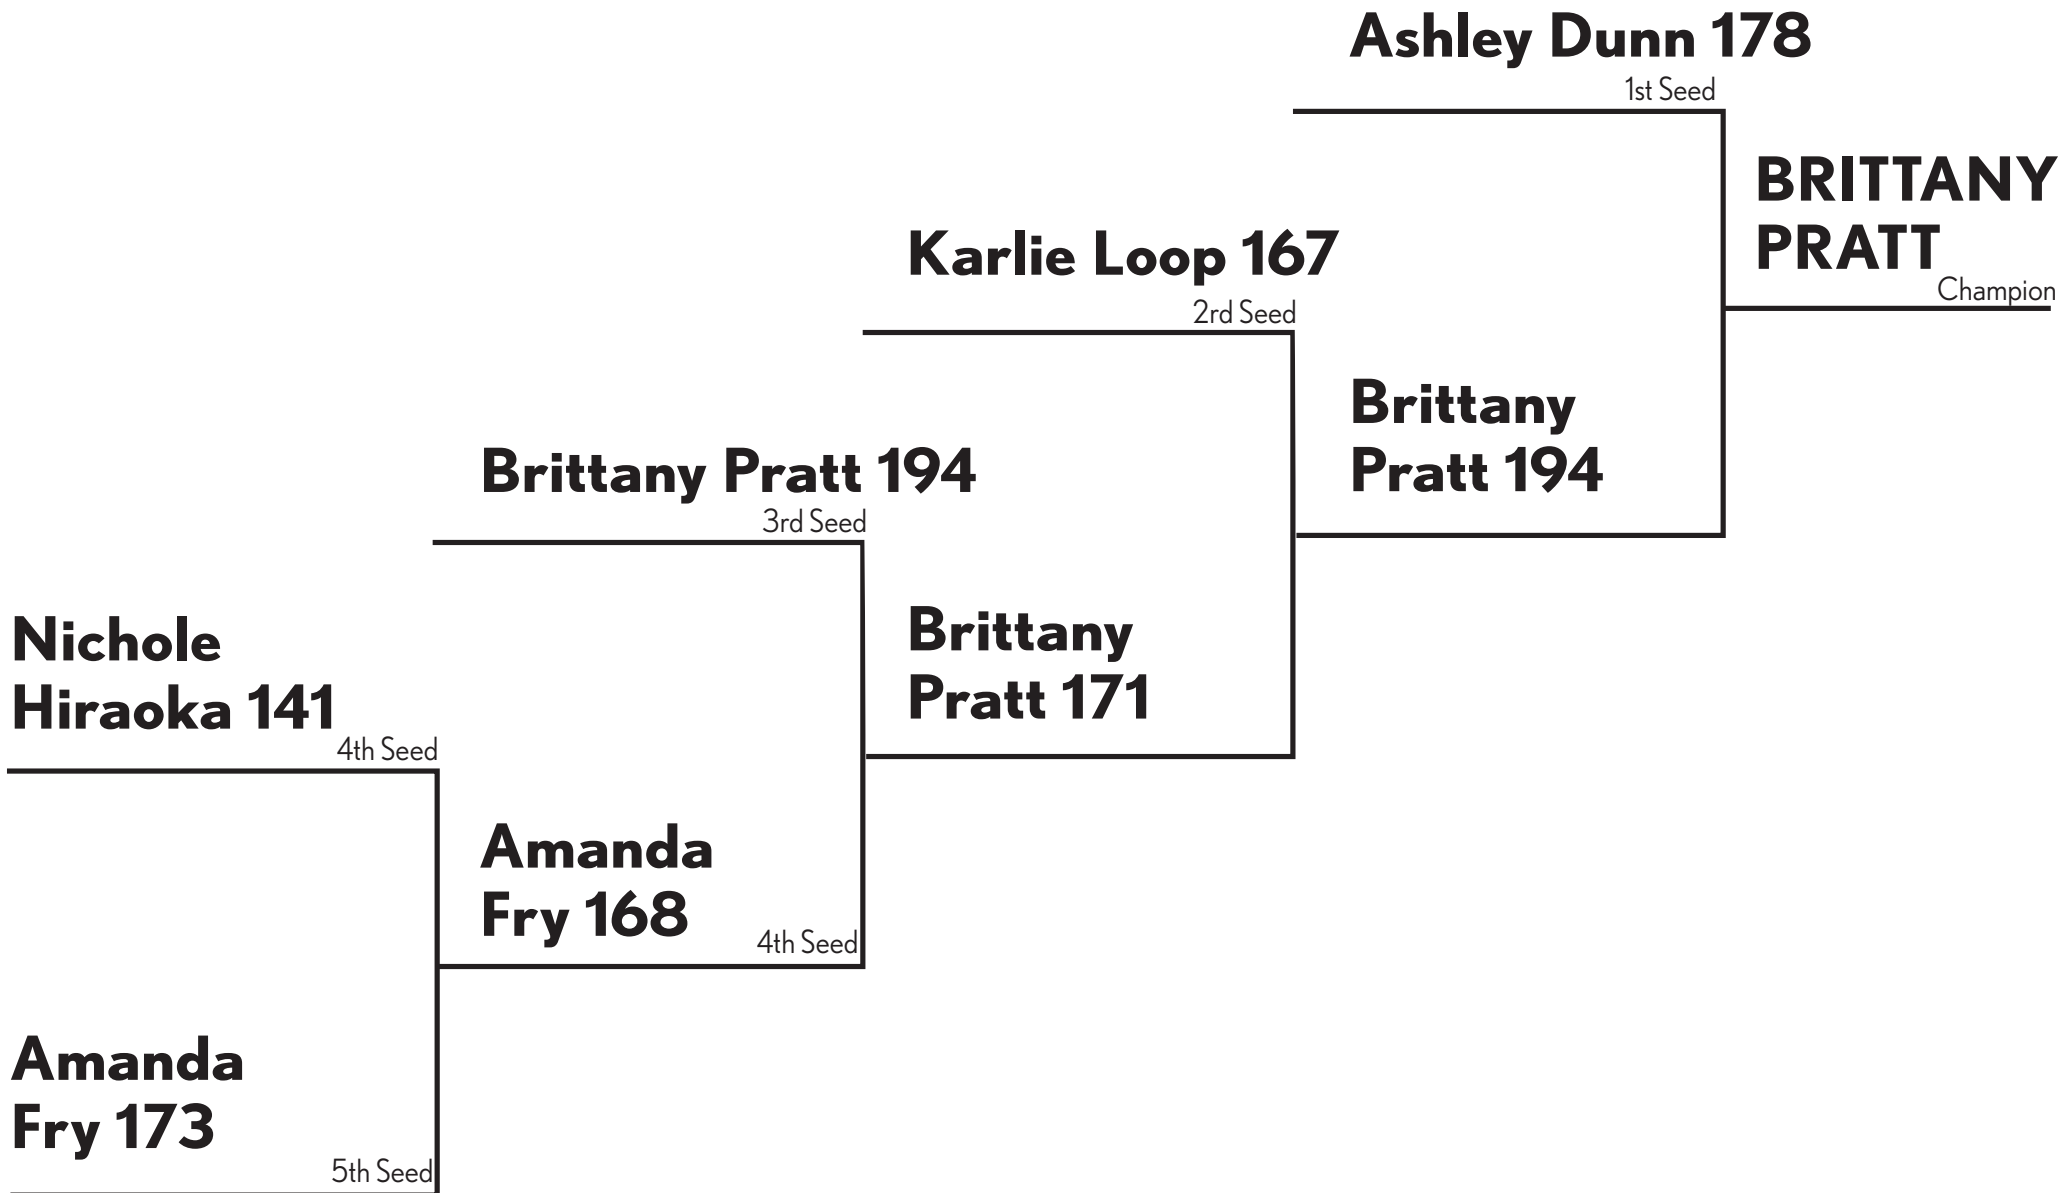 Ashley Dunn 178
1st Seed
BRITTANY
PRATT
Champion
Karlie Loop 167
2rd Seed
Brittany
Pratt 194
Brittany Pratt 194
3rd Seed
Brittany
Pratt 171
Nichole
Hiraoka 141
4th Seed
Amanda
Fry 168
4th Seed
Amanda
Fry 173
5th Seed